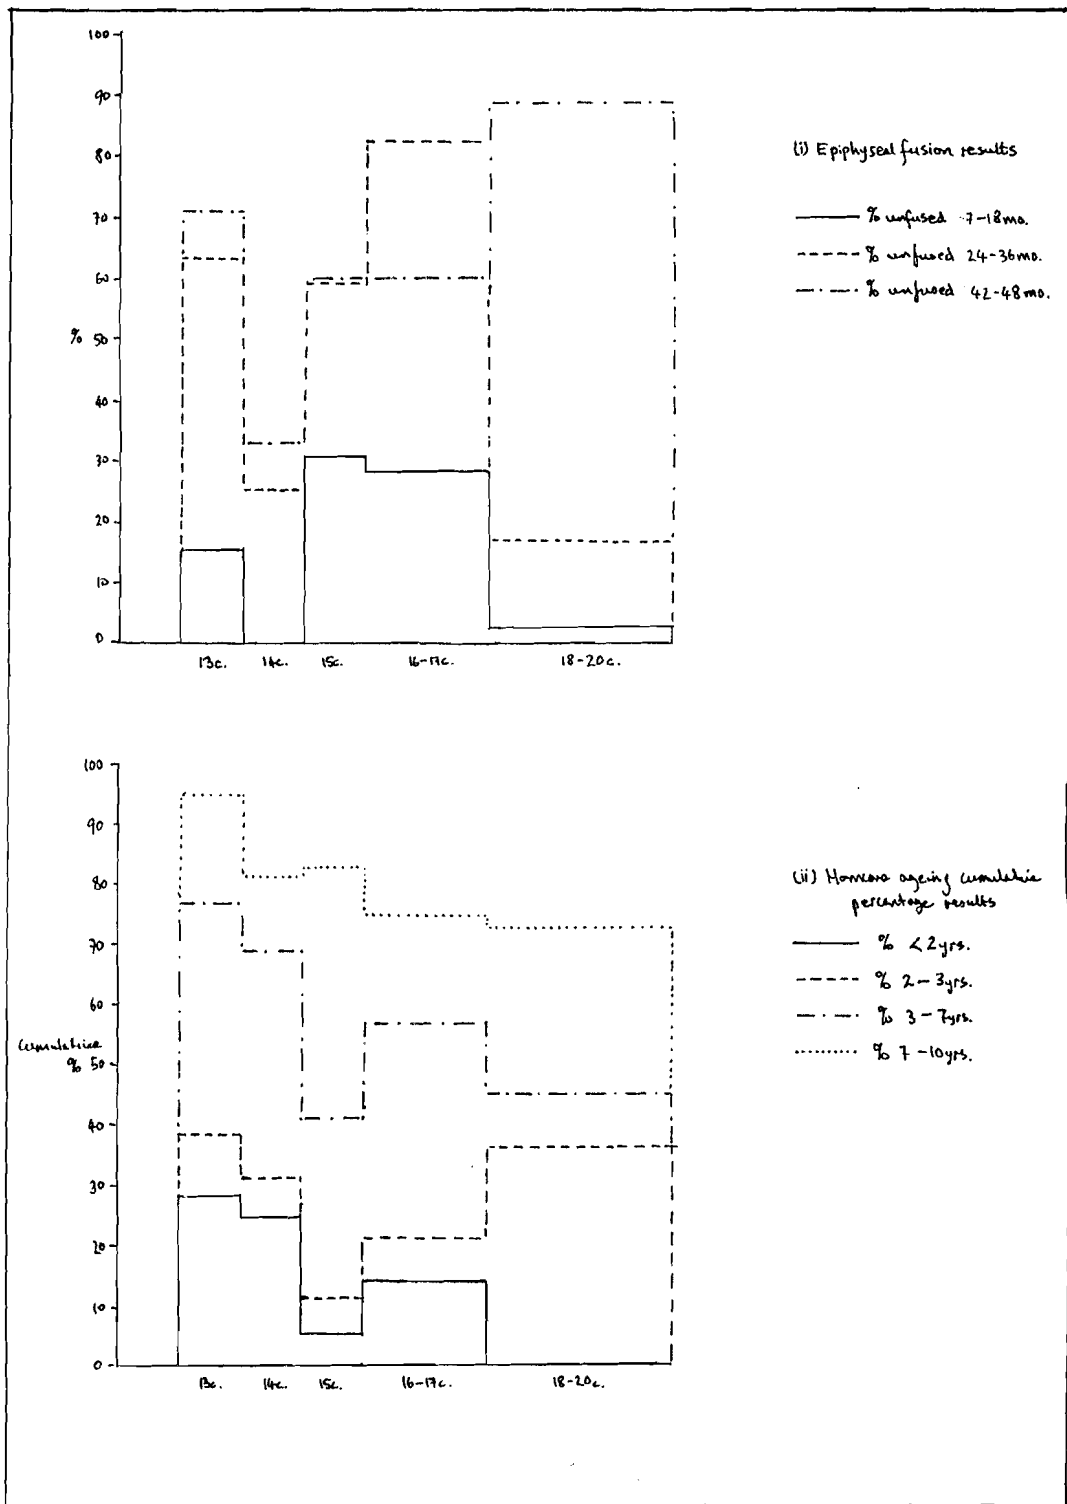 100
90
80
70
60
% 50
40
30
20
10
0
13c. 14c. 15c. 16-17c. 18-20c.
(i) Epiphyseal fusion results
% unfused 7-18mo.
% unfused 24-36mo.
% unfused 42-48mo.
100
90
80
70
60
Cumulative
% 50
40
30
20
10
0
13c. 14c. 15c. 16-17c. 18-20c.
(ii) ageing cumulative
percentage results
% <2yrs.
% 2-3yrs.
% 3-7yrs.
% 7-10yrs.